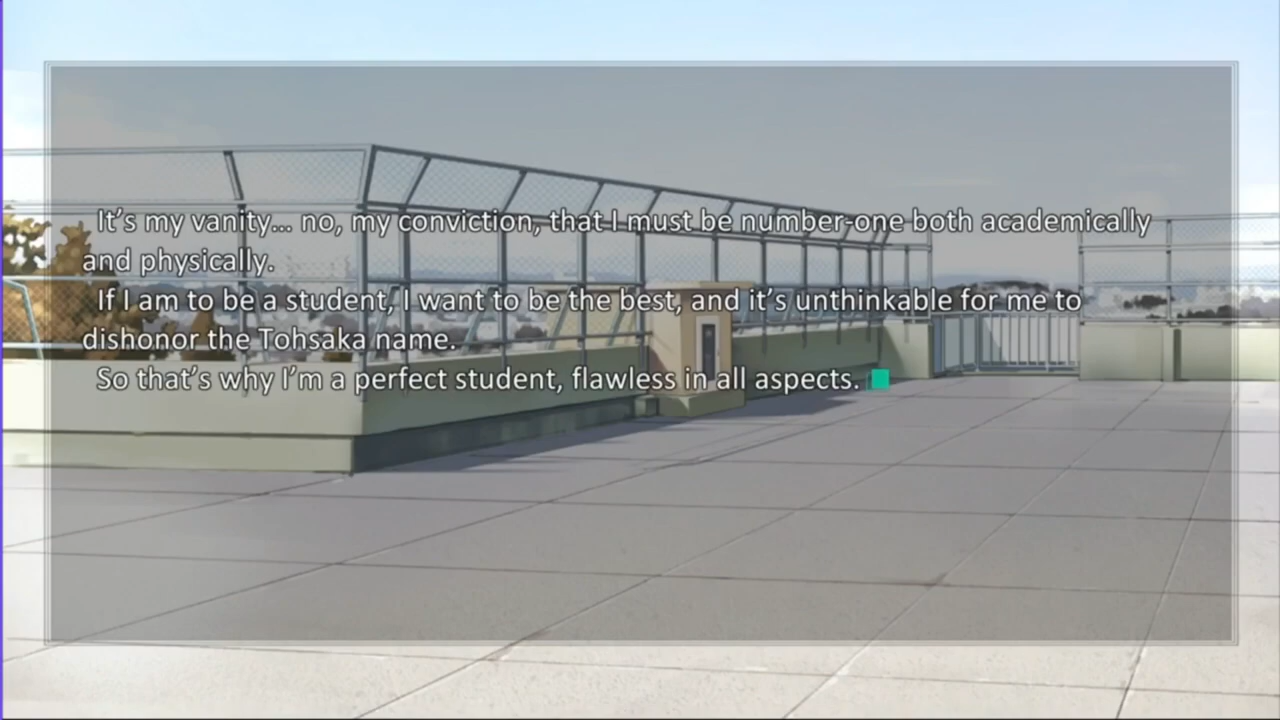 It’s my vanity... no, my conviction, that I must be number-one both academically
and physically.
If I am to be a student, I want to be the best, and it’s unthinkable for me to
dishonor the Tohsaka name.
So that’s why I’m a perfect student, flawless in all aspects.